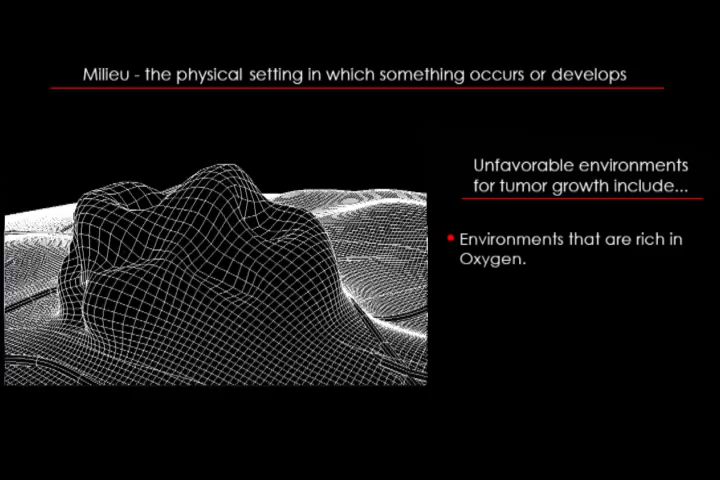 Milieu - the physical setting in which something occurs or develops
Unfavorable environments
for tumor growth include...
Environments that are rich in
Oxygen.